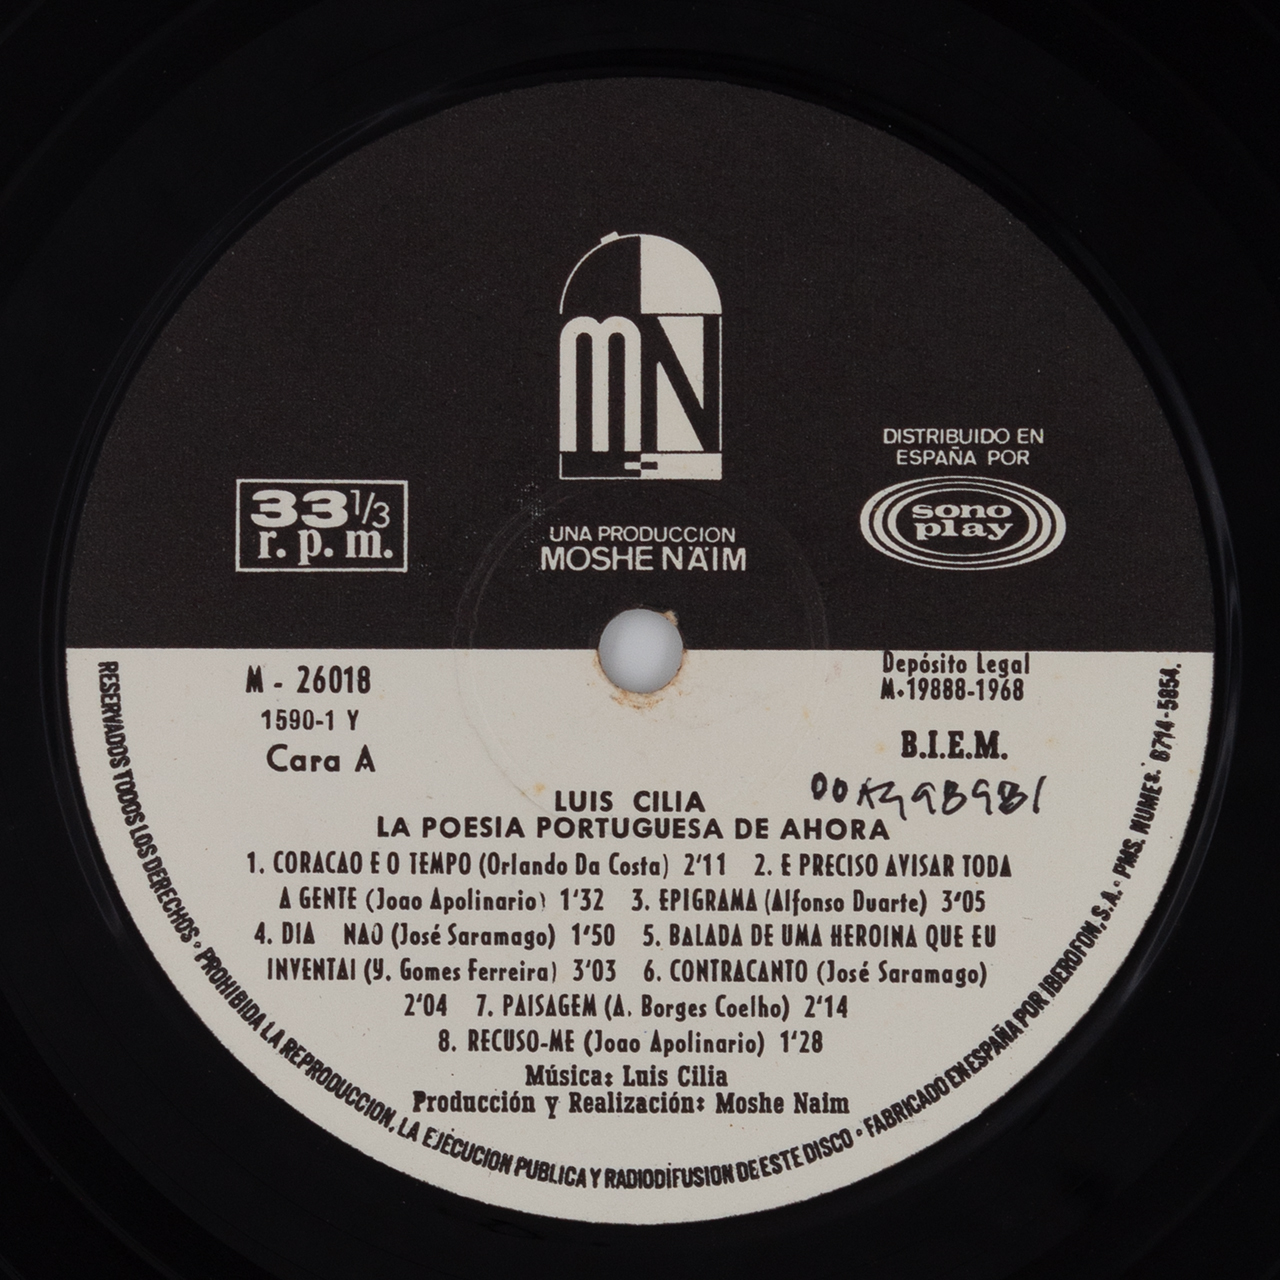 MN
DISTRIBUIDO EN
ESPAÑA POR
sono
play
33 1/3
r. p. m.
UNA PRODUCCION
MOSHE NAÏM
M - 26018
1590-1 Y
Cara A
Depósito Legal
M.19888-1968
B.I.E.M.
LUIS CILIA
LA POESIA PORTUGUESA DE AHORA
1. CORACAO E O TEMPO (Orlando Da Costa) 2'11 2. E PRECISO AVISAR TODA
A GENTE (Joao Apolinario) 1'32 3. EPIGRAMA (Alfonso Duarte) 3'05
4. DIA NAO (José Saramago) 1'50 5. BALADA DE UMA HEROINA QUE EU
INVENTAI (Y. Gomes Ferreira) 3'03 6. CONTRACANTO (José Saramago)
2'04 7. PAISAGEM (A. Borges Coelho) 2'14
8. RECUSO-ME (Joao Apolinario) 1'28
Música: Luis Cilia
Producción y Realización: Moshe Naim
RESERVADOS TODOS LOS DERECHOS · PROHIBIDA LA REPRODUCCION, LA EJECUCION PUBLICA Y RADIODIFUSION DE ESTE DISCO · FABRICADO EN ESPAÑA POR IBEROFON, S.A. · PMS. NUMES. 6714-5854.